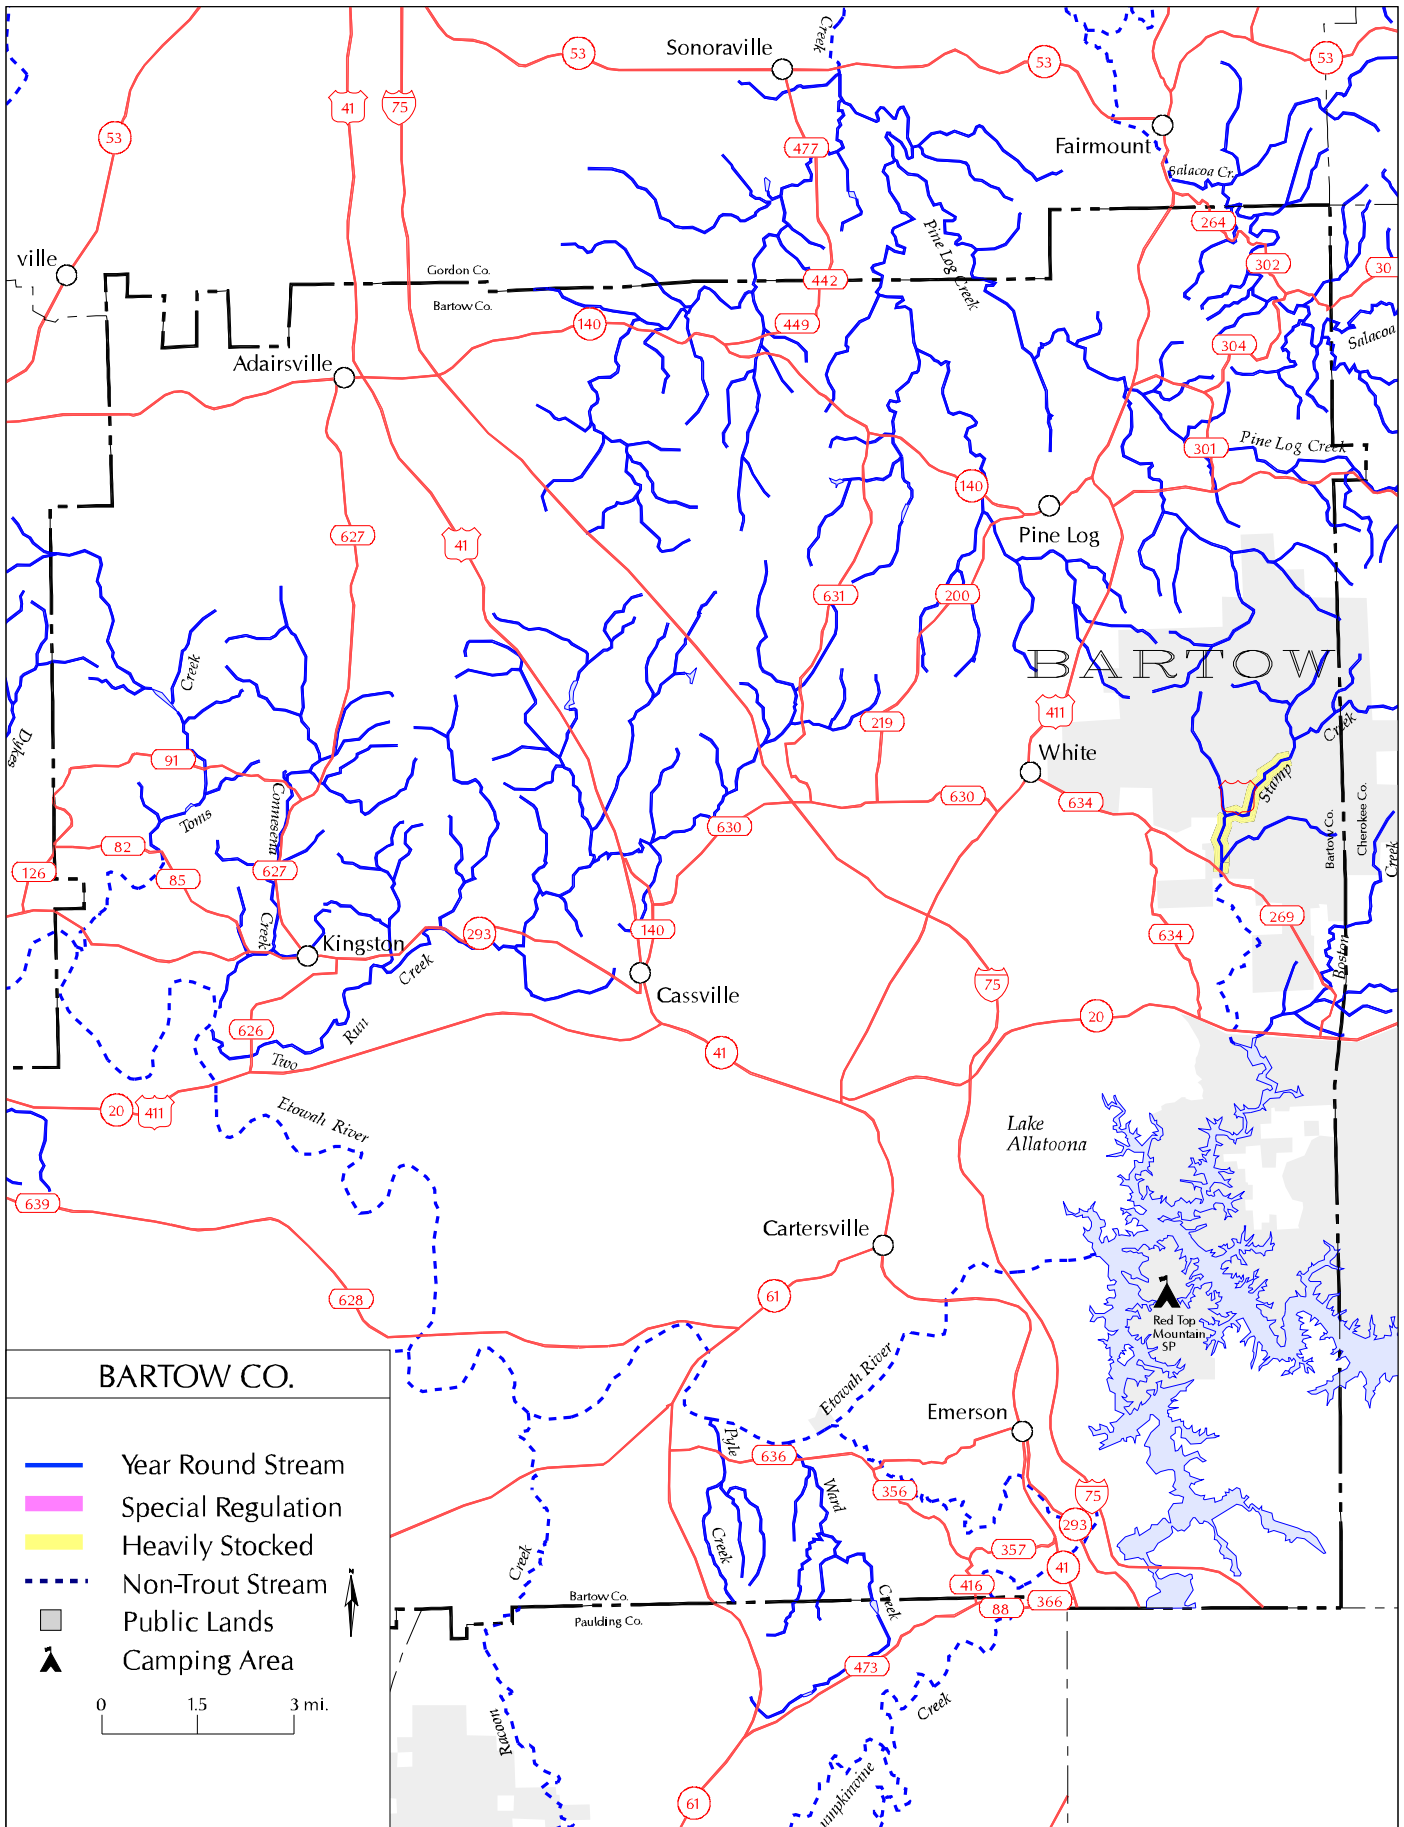 Creek
Sonoraville
53
53
53
41
75
53
477
Fairmount
Salacoa Cr.
264
Pine Log Creek
ville
Gordon Co.
442
302
30
Bartow Co.
140
449
Salacoa
304
Adairsville
Pine Log Creek
301
140
Pine Log
627
41
631
200
BARTOW
Creek
411
219
Creek
Dykes
White
91
Stamp
Connesena
630
634
Toms
630
Bartow Co.
Cherokee Co.
82
627
Creek
126
85
269
Creek
293
140
634
Kingston
Boston
Creek
Cassville
75
626
Run
20
Two
41
20
411
Etowah River
Lake
Allatoona
639
Cartersville
628
61
Red Top
Mountain
SP
Etowah River
BARTOW CO.
Emerson
Pyle
636
Year Round Stream
Ward
356
75
Special Regulation
293
Heavily Stocked
Creek
Creek
357
41
Non-Trout Stream
416
Bartow Co.
Creek
88
366
Public Lands
Paulding Co.
N
Camping Area
473
0 1.5 3 mi.
Creek
Racoon
umpkinvine
61